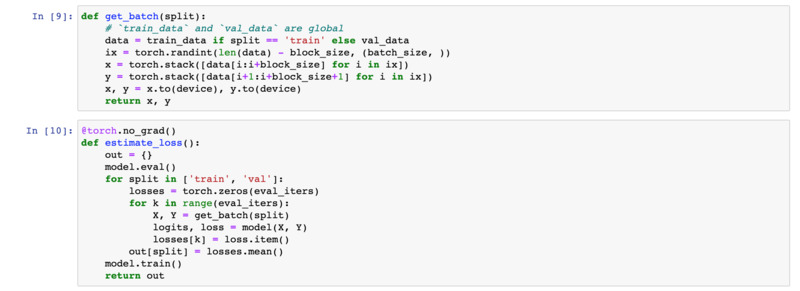 In [9]: def get_batch(split):
# `train_data` and `val_data` are global
data = train_data if split == 'train' else val_data
ix = torch.randint(len(data) - block_size, (batch_size, ))
x = torch.stack([data[i:i+block_size] for i in ix])
y = torch.stack([data[i+1:i+block_size+1] for i in ix])
x, y = x.to(device), y.to(device)
return x, y
In [10]: @torch.no_grad()
def estimate_loss():
out = {}
model.eval()
for split in ['train', 'val']:
losses = torch.zeros(eval_iters)
for k in range(eval_iters):
X, Y = get_batch(split)
logits, loss = model(X, Y)
losses[k] = loss.item()
out[split] = losses.mean()
model.train()
return out